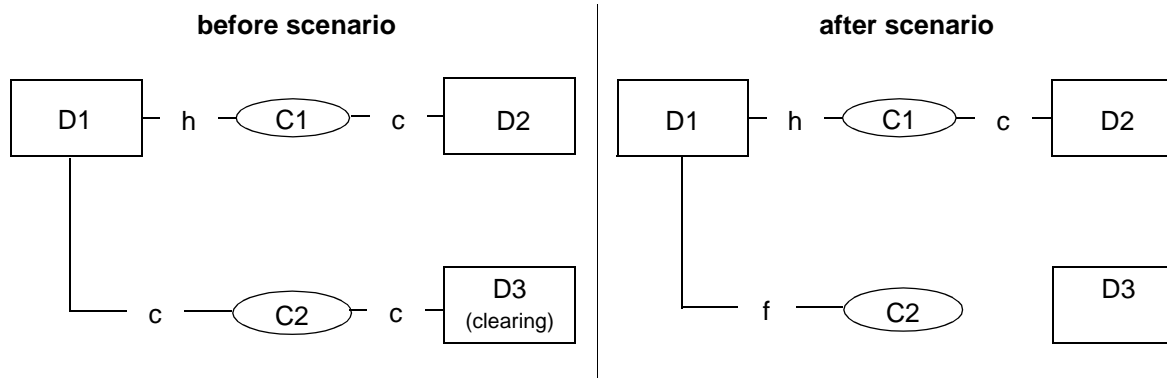 before scenario
D1 h C1 c D2
c C2 c D3
(clearing)
after scenario
D1 h C1 c D2
f C2 D3